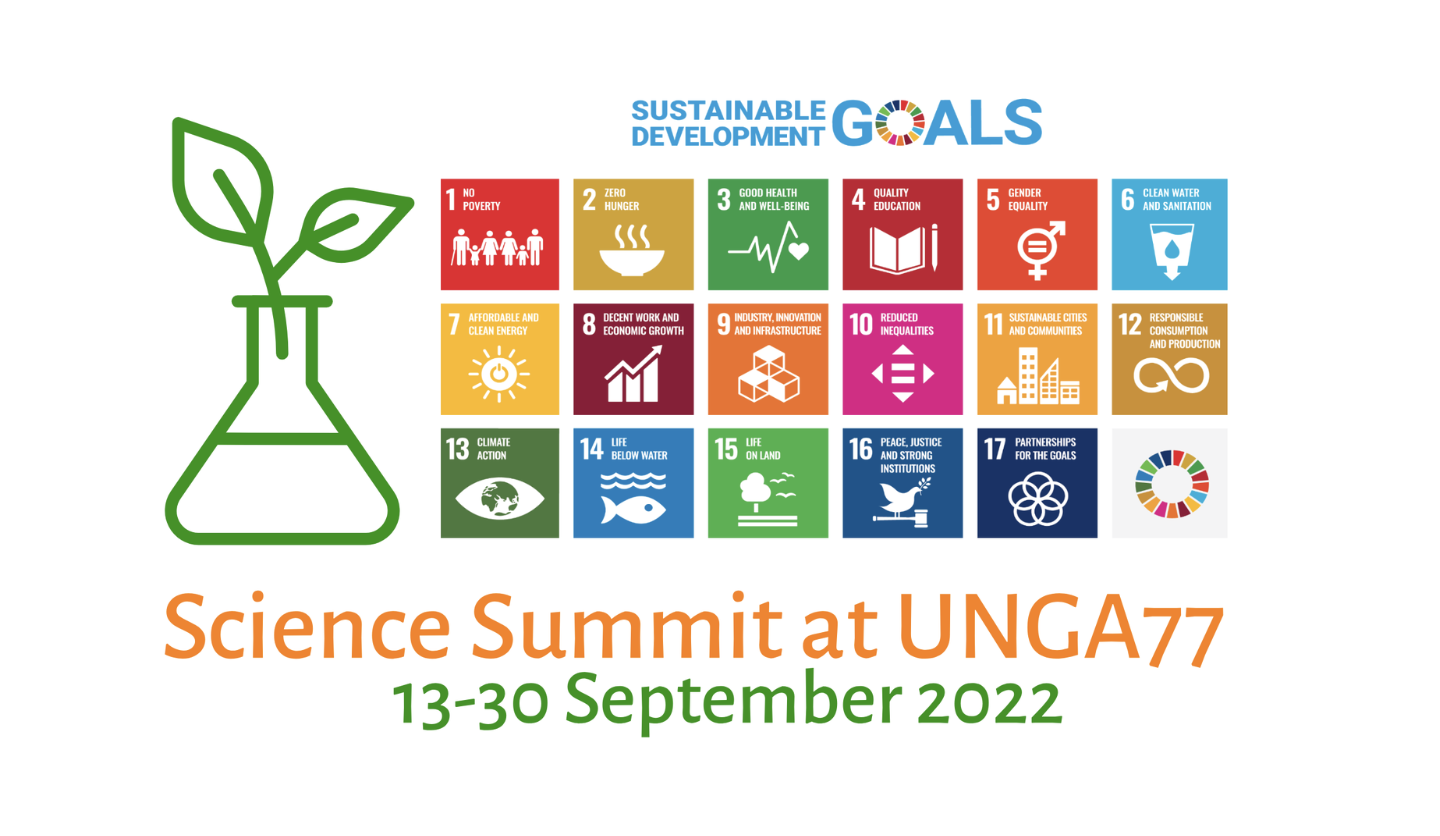 SUSTAINABLE
DEVELOPMENT
GOALS
1 NO
POVERTY
2 ZERO
HUNGER
3 GOOD HEALTH
AND WELL-BEING
4 QUALITY
EDUCATION
5 GENDER
EQUALITY
6 CLEAN WATER
AND SANITATION
7 AFFORDABLE AND
CLEAN ENERGY
8 DECENT WORK AND
ECONOMIC GROWTH
9 INDUSTRY, INNOVATION
AND INFRASTRUCTURE
10 REDUCED
INEQUALITIES
11 SUSTAINABLE CITIES
AND COMMUNITIES
12 RESPONSIBLE
CONSUMPTION
AND PRODUCTION
13 CLIMATE
ACTION
14 LIFE
BELOW WATER
15 LIFE
ON LAND
16 PEACE, JUSTICE
AND STRONG
INSTITUTIONS
17 PARTNERSHIPS
FOR THE GOALS
Science Summit at UNGA77
13-30 September 2022